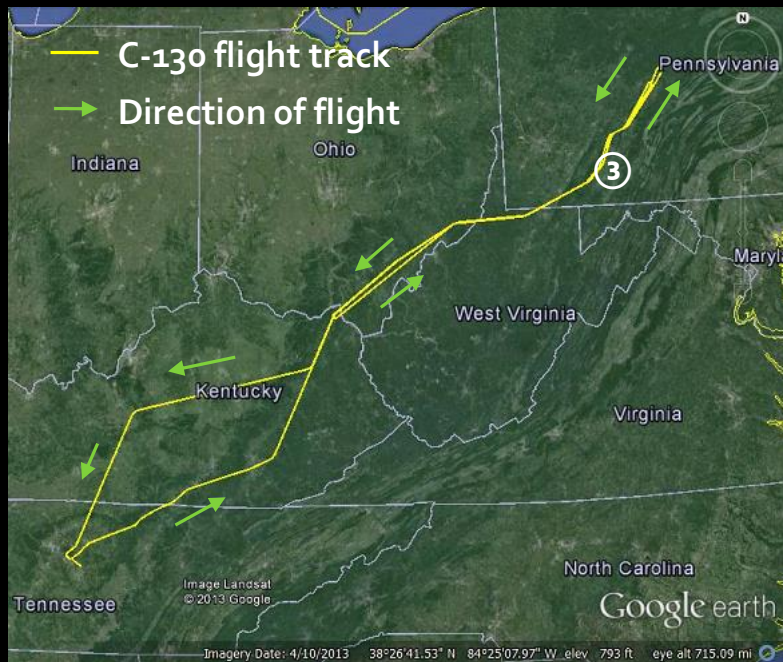 N
C-130 flight track
Pennsylvania
Direction of flight
Ohio
Indiana
3
Maryla
West Virginia
Kentucky
Virginia
North Carolina
Image Landsat
© 2013 Google
Tennessee
Google earth
Imagery Date: 4/10/2013 38°26'41.53" N 84°25'07.97" W elev 793 ft eye alt 715.09 mi